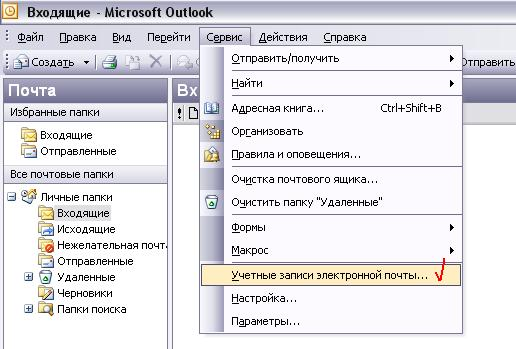 Входящие - Microsoft Outlook
Файл Правка Вид Перейти Сервис Действия Справка
Создать
Отправить
Почта
Избранные папки
Входящие
Отправленные
Все почтовые папки
Личные папки
Входящие
Исходящие
Нежелательная почта
Отправленные
Удаленные
Черновики
Папки поиска
Вх
Отправить/получить
Найти
Адресная книга... Ctrl+Shift+B
Организовать
Правила и оповещения...
Очистка почтового ящика...
Очистить папку "Удаленные"
Формы
Макрос
Учетные записи электронной почты...
Настройка...
Параметры...